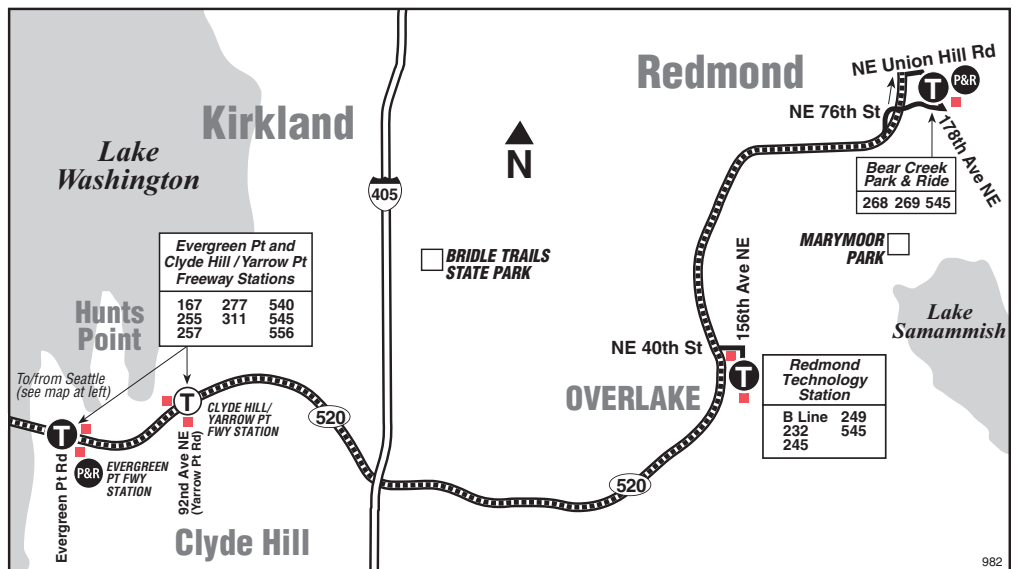 Redmond
NE Union Hill Rd
T
P&R
Kirkland
NE 76th St
178th Ave NE
Lake
Washington
N
405
Bear Creek
Park & Ride
268 269 545
Evergreen Pt and
Clyde Hill / Yarrow Pt
Freeway Stations
167 277 540
255 311 545
257 556
BRIDLE TRAILS
STATE PARK
MARYMOOR
PARK
156th Ave NE
Hunts
Point
Lake
Samammish
NE 40th St
To/from Seattle
(see map at left)
Redmond
Technology
Station
B Line 249
232 545
245
T
OVERLAKE
T
CLYDE HILL/
YARROW PT
FWY STATION
520
T
P&R
EVERGREEN
PT FWY
STATION
Evergreen Pt Rd
92nd Ave NE
(Yarrow Pt Rd)
520
Clyde Hill
982